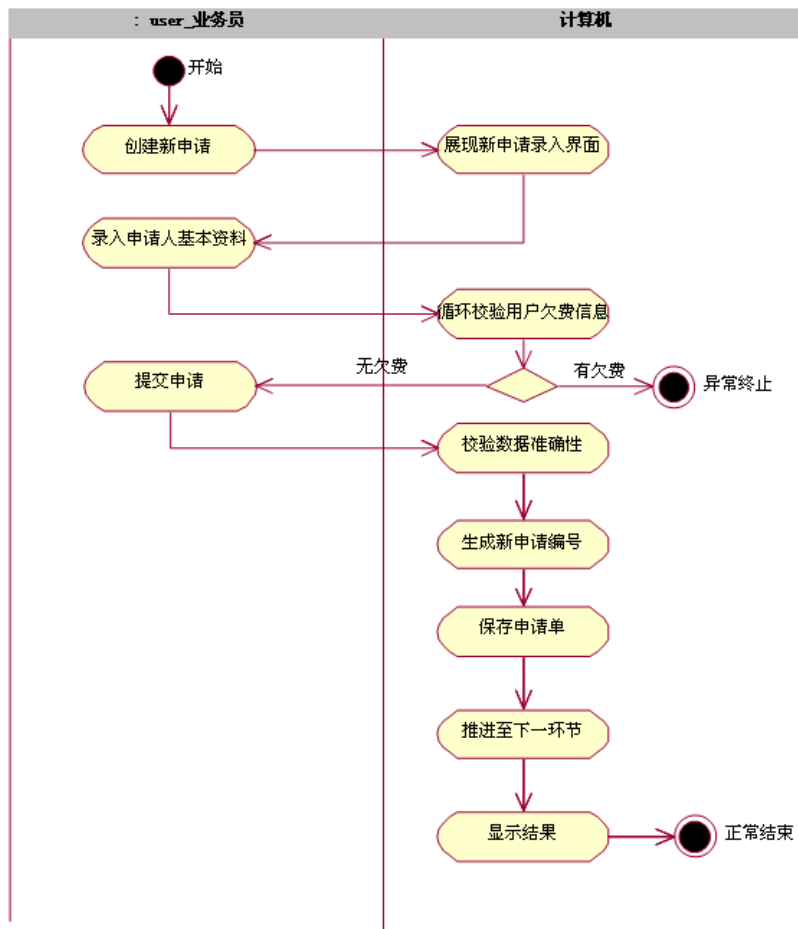 : user_业务员
计算机
开始
创建新申请
展现新申请录入界面
录入申请人基本资料
循环校验用户欠费信息
无欠费
有欠费
提交申请
异常终止
校验数据准确性
生成新申请编号
保存申请单
推进至下一环节
显示结果
正常结束